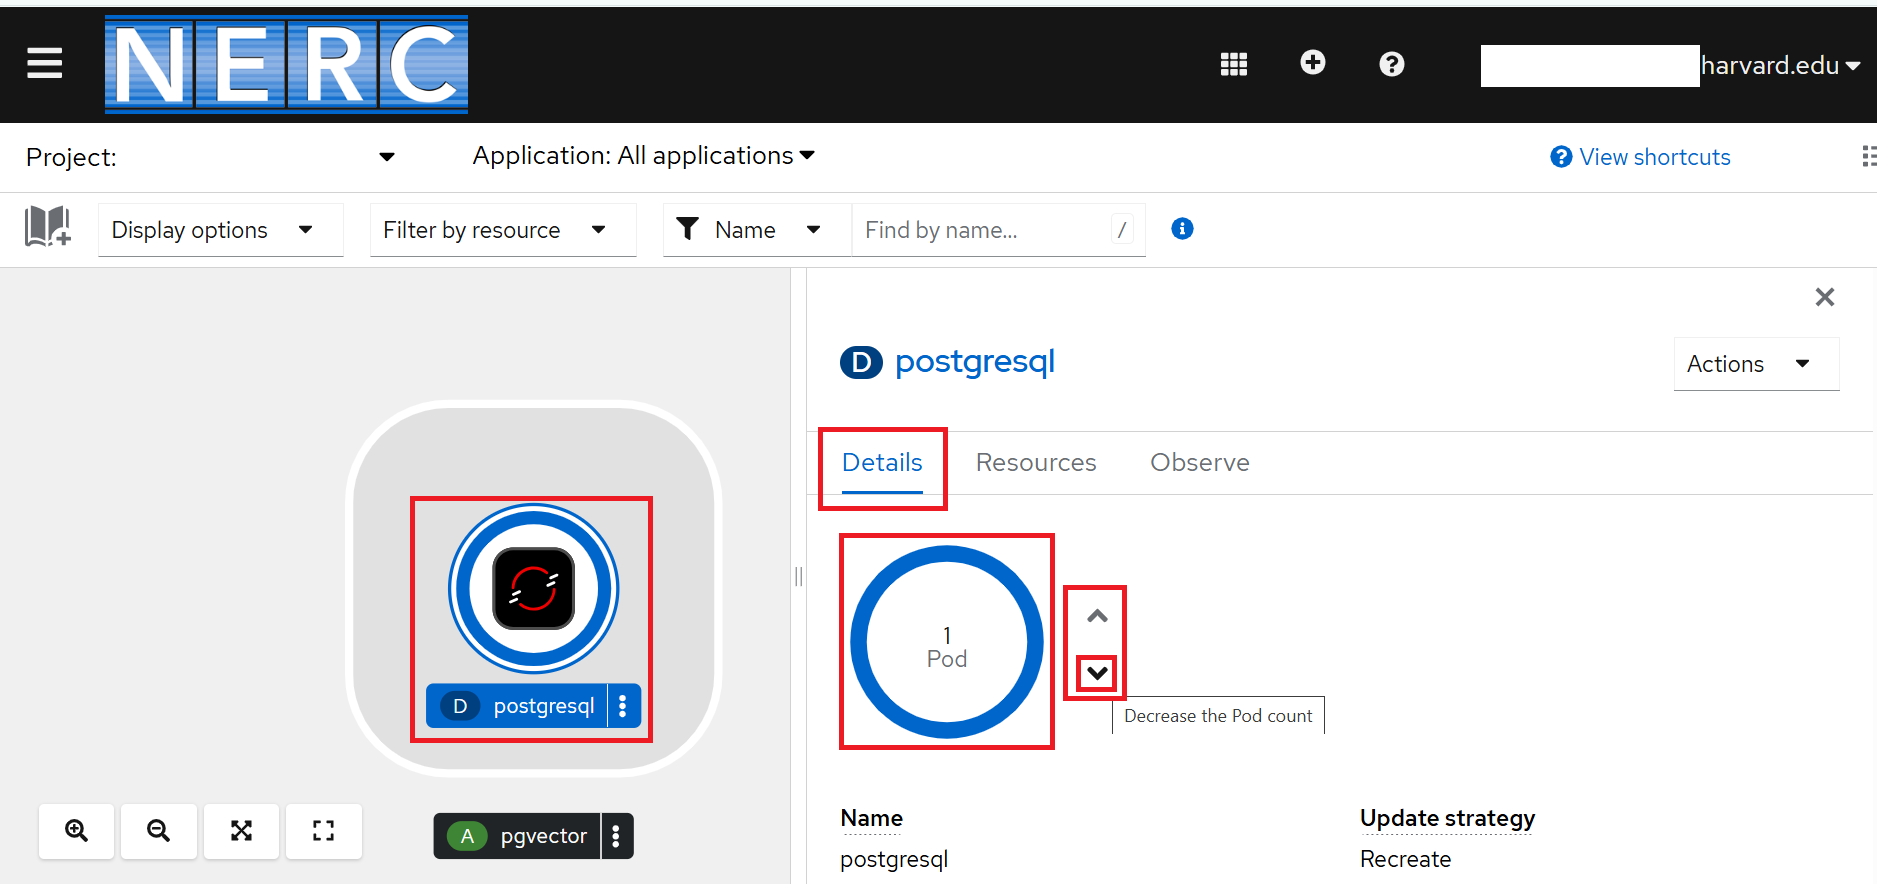 NERC
harvard.edu
Project:
Application: All applications
View shortcuts
Display options
Filter by resource
Name
Find by name...
/
D postgresql
Actions
Details
Resources
Observe
1
Pod
Decrease the Pod count
D postgresql
A pgvector
Name
postgresql
Update strategy
Recreate